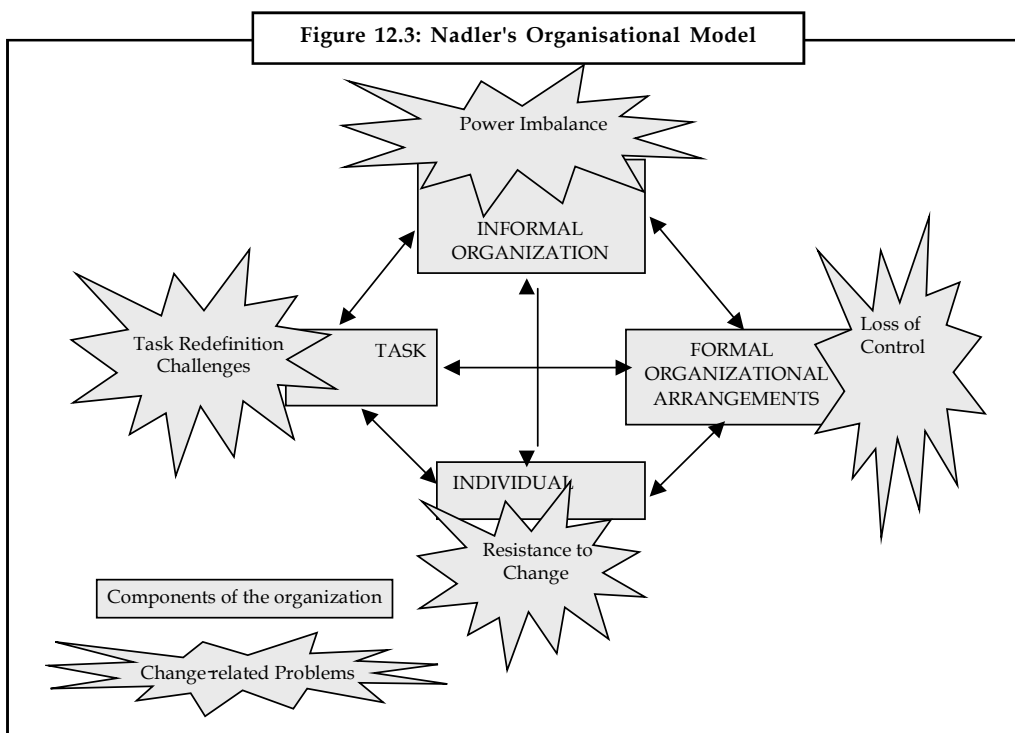 Figure 12.3: Nadler's Organisational Model
Power Imbalance
INFORMAL
ORGANIZATION
Task Redefinition
Challenges
TASK
FORMAL
ORGANIZATIONAL
ARRANGEMENTS
Loss of
Control
INDIVIDUAL
Resistance to
Change
Components of the organization
Change-related Problems